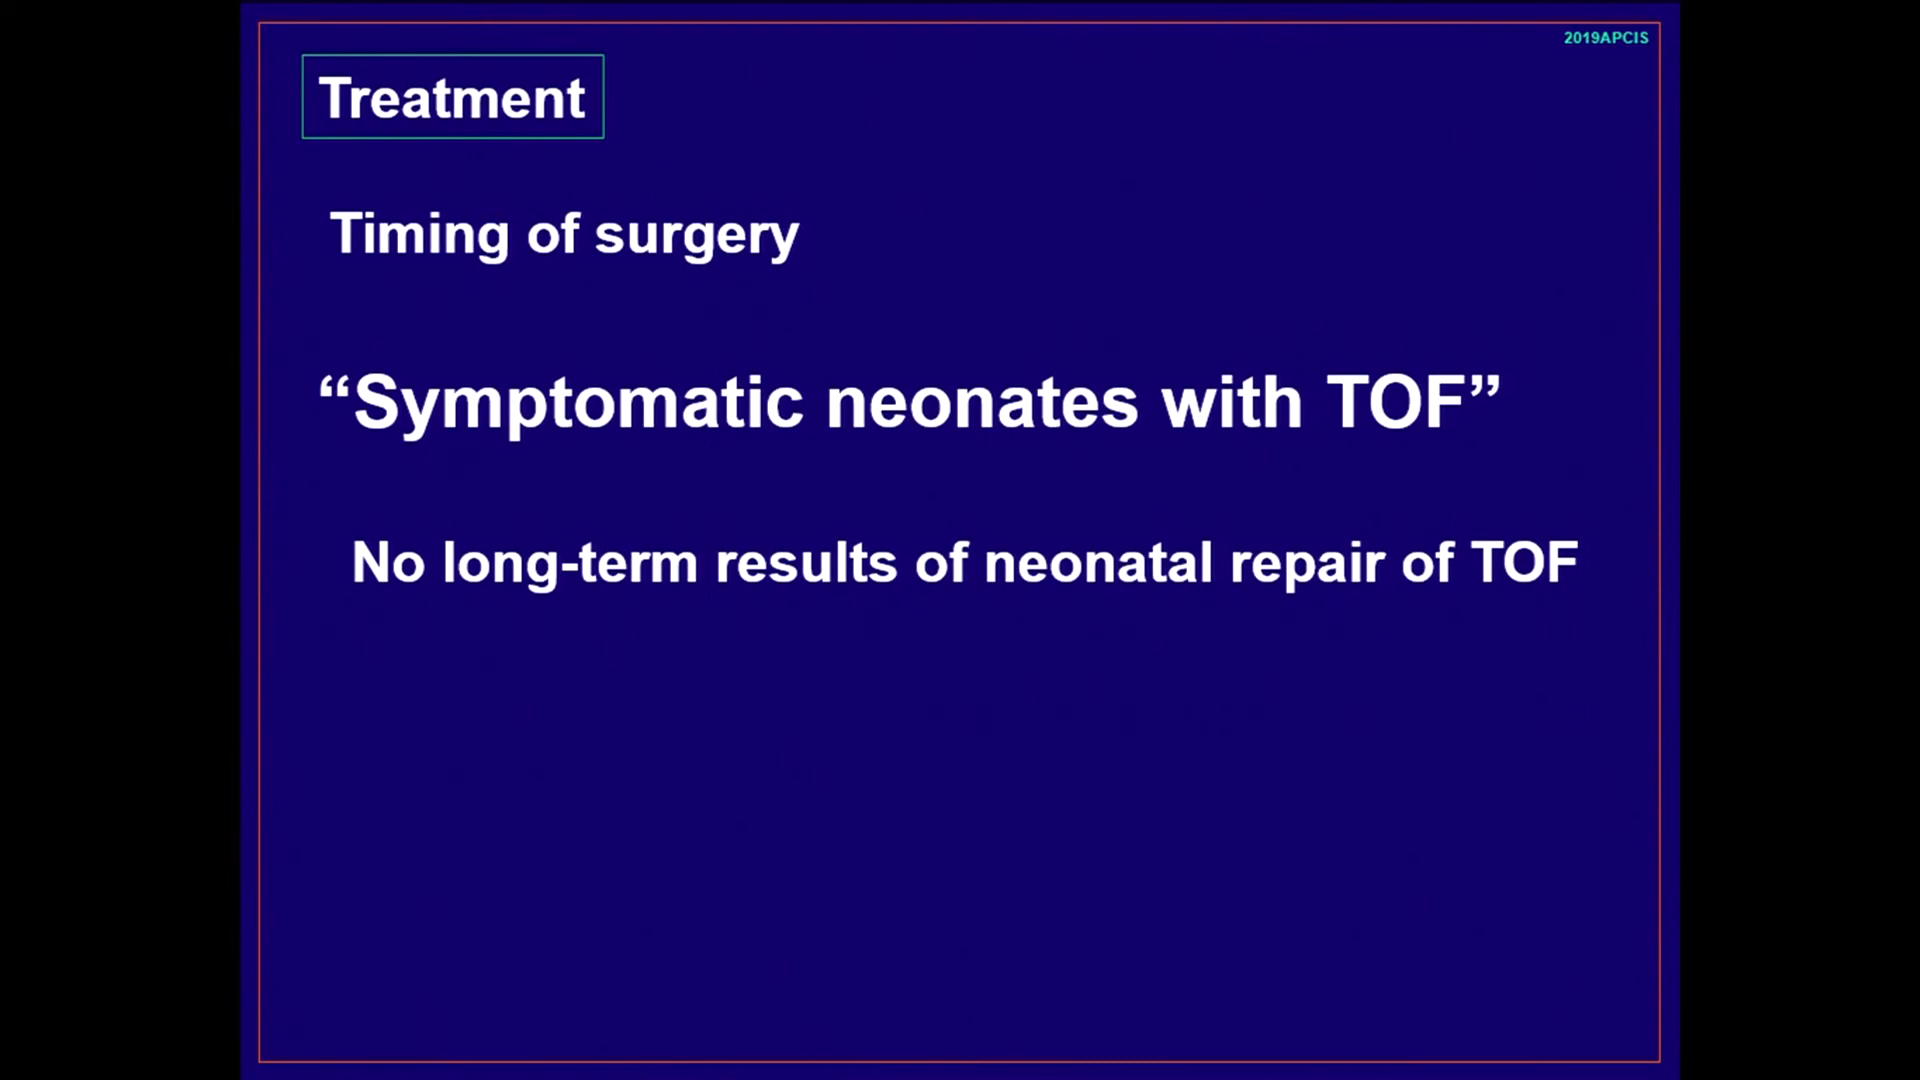 2019APCIS
Treatment
Timing of surgery
“Symptomatic neonates with TOF”
No long-term results of neonatal repair of TOF